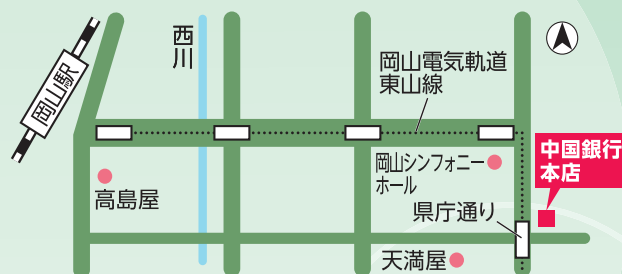 西川
岡山電気軌道
東山線
岡山駅
中国銀行
本店
岡山シンフォニー
ホール
高島屋
県庁通り
天満屋